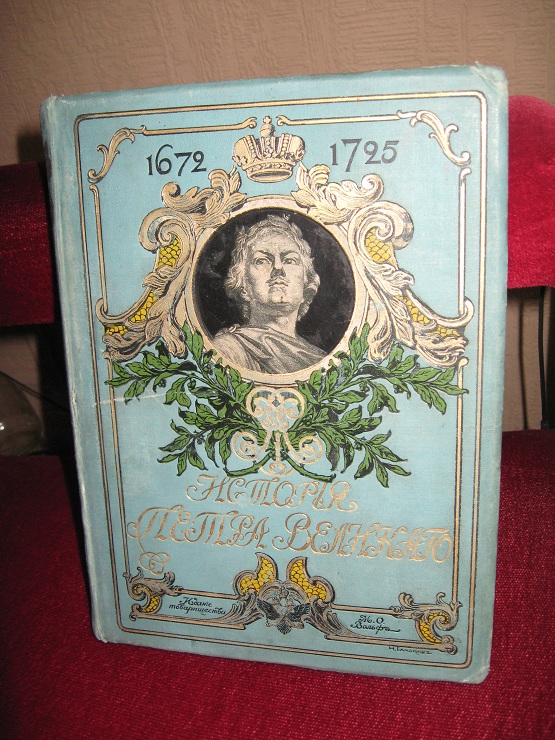 1672 1725
Исторія
Петра Великаго
Изданіе товарищества
М. О. Вольфъ